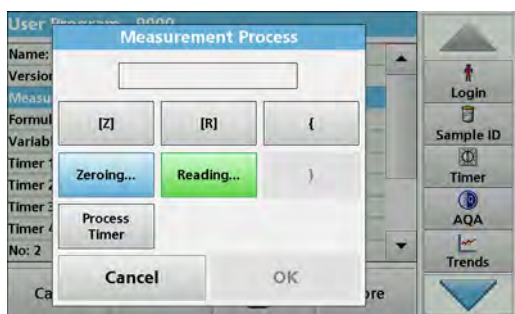 User Program 9000
Measurement Process
Name:
Version
Measu
Formul
Variabl
Timer 1
Timer 2
Timer 3
Timer 4
No: 2
[Z]
[R]
{
Zeroing...
Reading...
}
Process
Timer
Cancel
OK
Ca
ore
Login
Sample ID
Timer
AQA
Trends